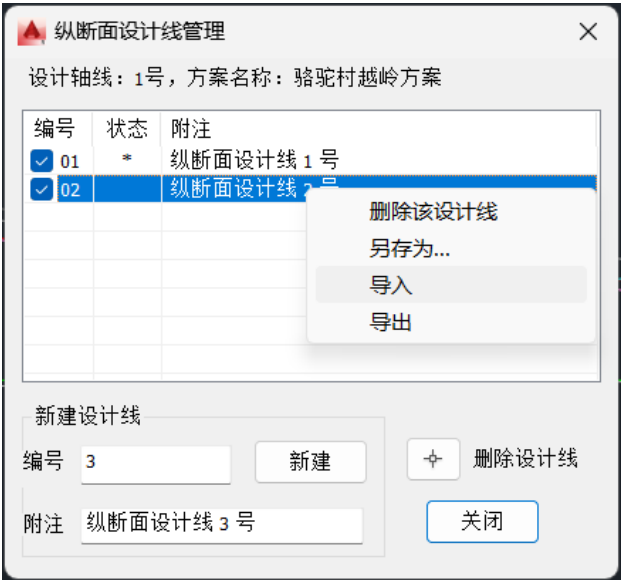 纵断面设计线管理
设计轴线：1号，方案名称：骆驼村越岭方案
编号 状态 附注
01 * 纵断面设计线 1 号
02 纵断面设计线 2 号
删除该设计线
另存为...
导入
导出
新建设计线
编号 3 新建
删除设计线
附注 纵断面设计线 3 号
关闭